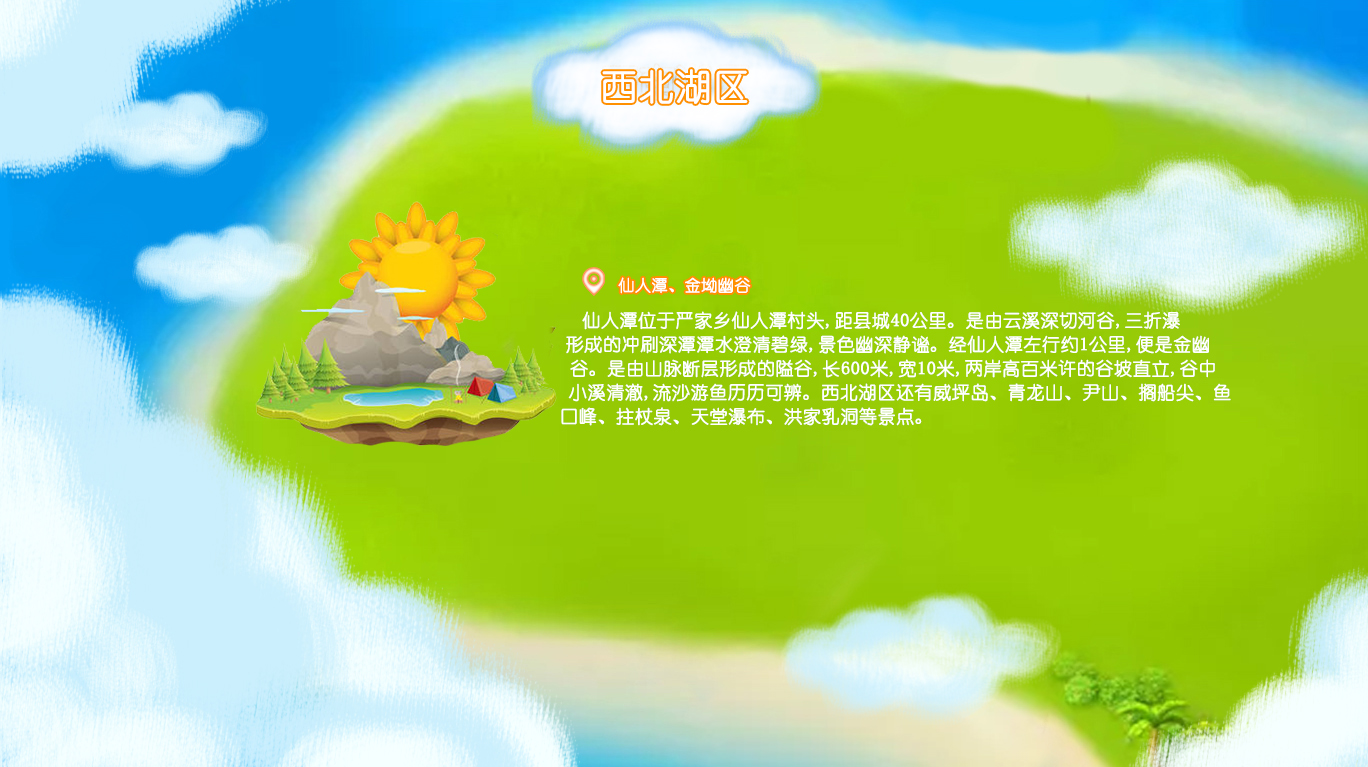 西北湖区
仙人潭、金坳幽谷
仙人潭位于严家乡仙人潭村头,距县城40公里。是由云溪深切河谷,三折瀑
形成的冲刷深潭潭水澄清碧绿,景色幽深静谧。经仙人潭左行约1公里,便是金幽
谷。是由山脉断层形成的隘谷,长600米,宽10米,两岸高百米许的谷坡直立,谷中
小溪清澈,流沙游鱼历历可辨。西北湖区还有威坪岛、青龙山、尹山、搁船尖、鱼
口峰、拄杖泉、天堂瀑布、洪家乳洞等景点。